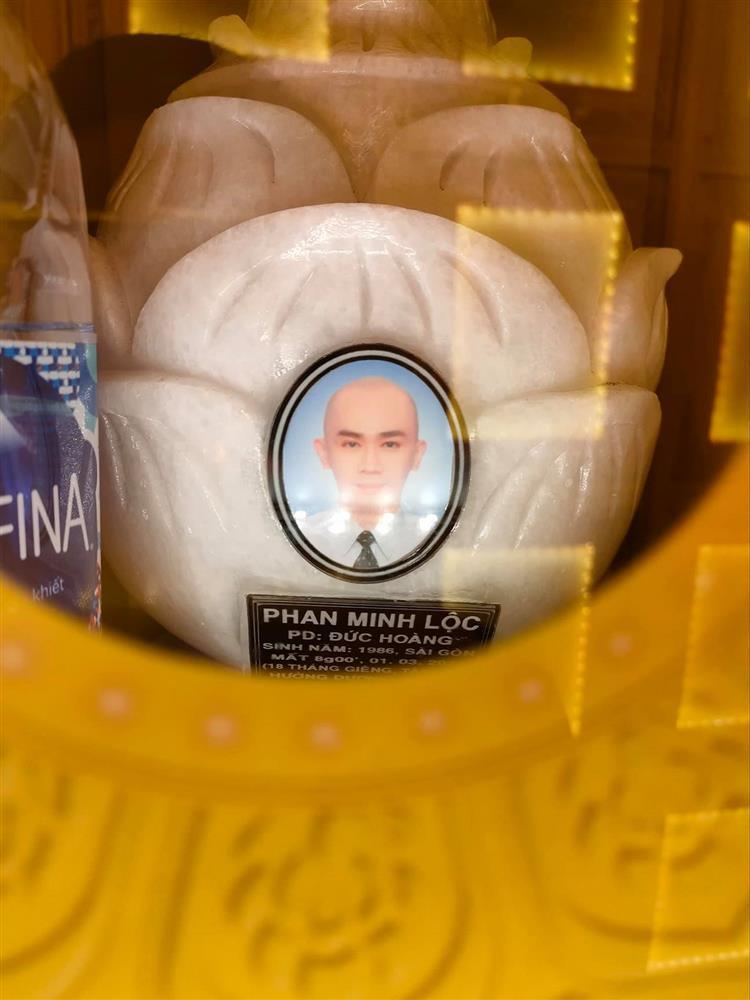 FINA
khiết
PHAN MINH LỘC
PD: ĐỨC HOÀNG
SINH NĂM: 1986, SÀI GÒN
MẤT 8g00', 01. 03.
(18 THÁNG GIÊNG,
HƯỞNG